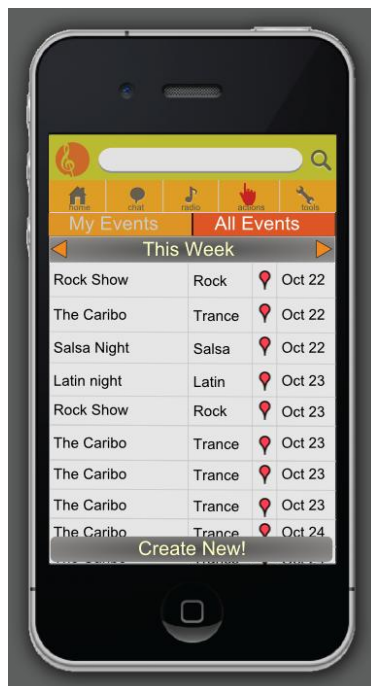 home chat radio actions tools
My Events All Events
This Week
Rock Show Rock Oct 22
The Caribo Trance Oct 22
Salsa Night Salsa Oct 22
Latin night Latin Oct 23
Rock Show Rock Oct 23
The Caribo Trance Oct 23
The Caribo Trance Oct 23
The Caribo Trance Oct 23
The Caribo Trance Oct 24
Create New!